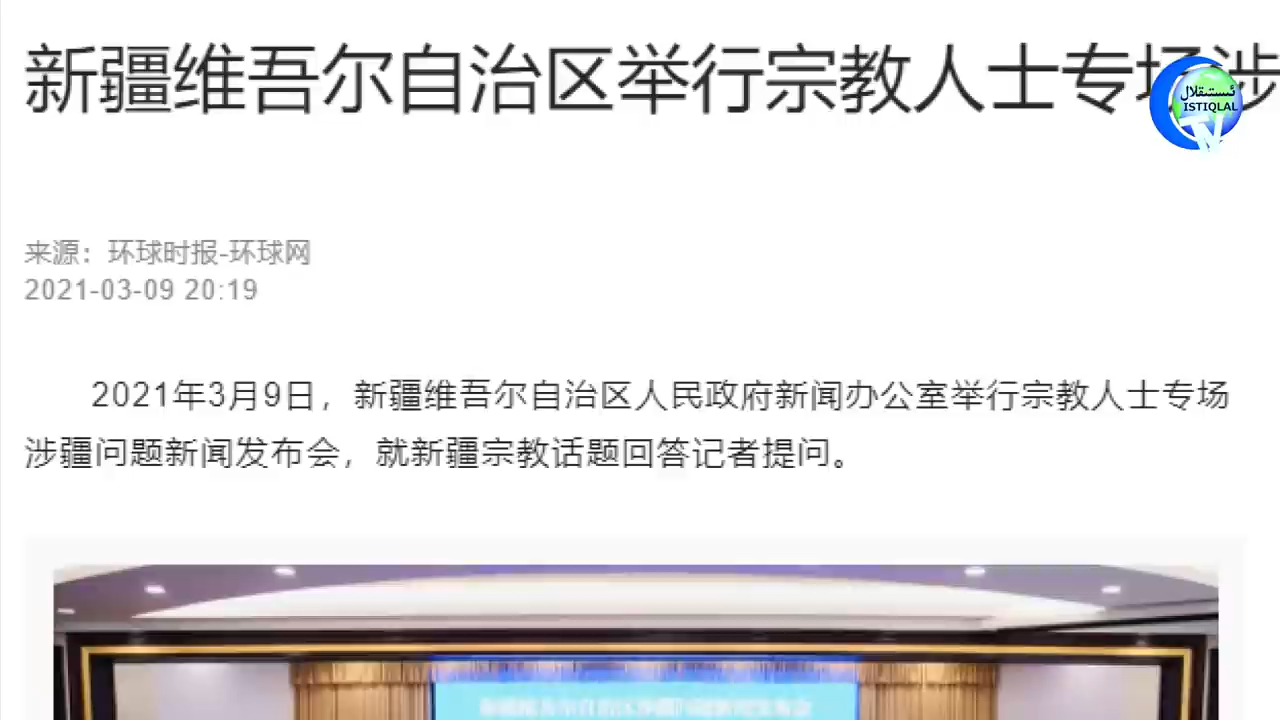 新疆维吾尔自治区举行宗教人士专场涉
ئىستىقلال
ISTIQLAL
TV
来源：环球时报-环球网
2021-03-09 20:19
2021年3月9日，新疆维吾尔自治区人民政府新闻办公室举行宗教人士专场
涉疆问题新闻发布会，就新疆宗教话题回答记者提问。